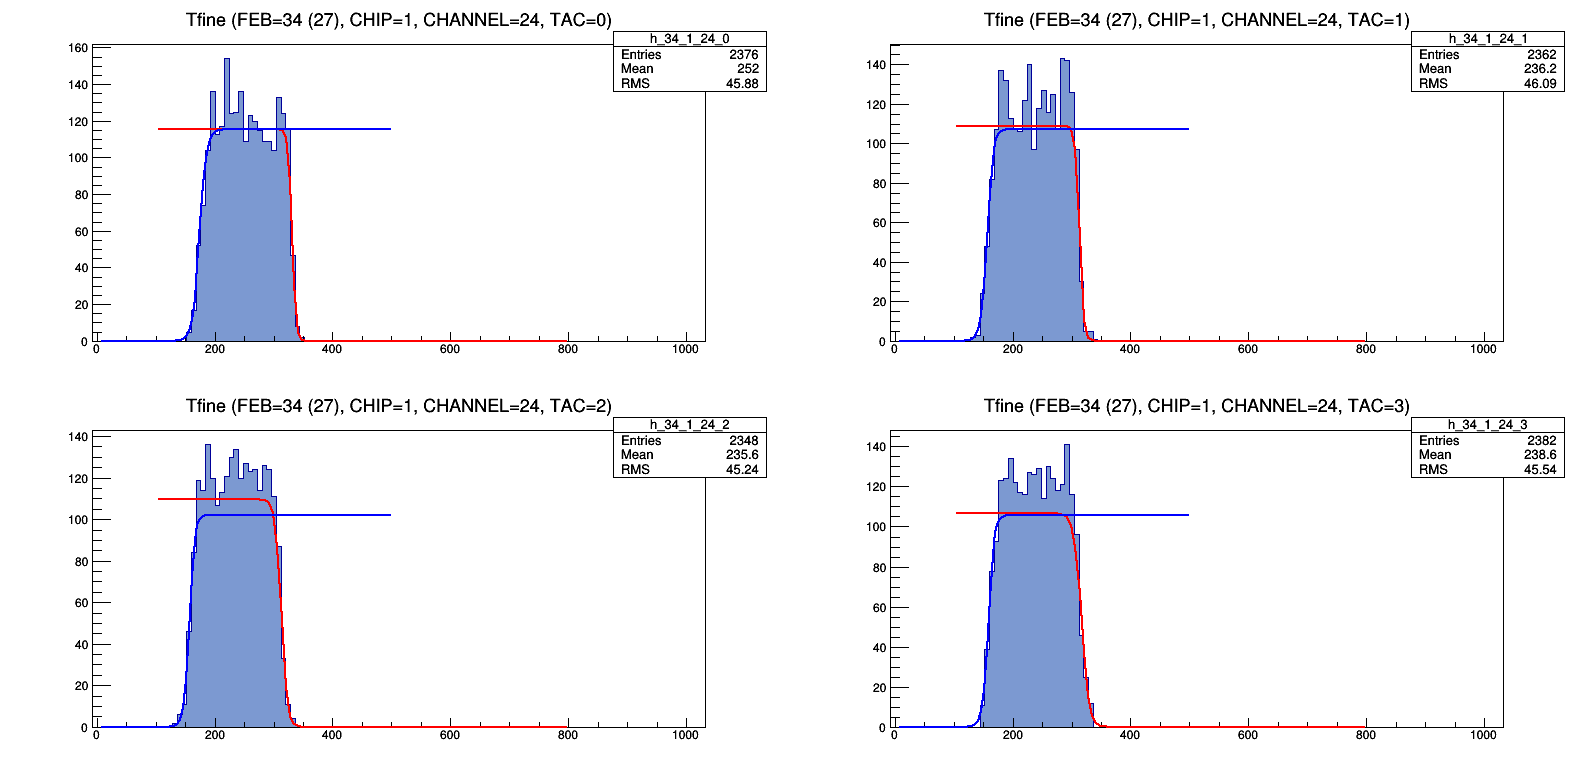 Tfine (FEB=34 (27), CHIP=1, CHANNEL=24, TAC=0)
h_34_1_24_0
Entries 2376
Mean 252
RMS 45.88
160
140
120
100
80
60
40
20
0
0 200 400 600 800 1000
Tfine (FEB=34 (27), CHIP=1, CHANNEL=24, TAC=1)
h_34_1_24_1
Entries 2362
Mean 236.2
RMS 46.09
140
120
100
80
60
40
20
0
0 200 400 600 800 1000
Tfine (FEB=34 (27), CHIP=1, CHANNEL=24, TAC=2)
h_34_1_24_2
Entries 2348
Mean 235.6
RMS 45.24
140
120
100
80
60
40
20
0
0 200 400 600 800 1000
Tfine (FEB=34 (27), CHIP=1, CHANNEL=24, TAC=3)
h_34_1_24_3
Entries 2382
Mean 238.6
RMS 45.54
140
120
100
80
60
40
20
0
0 200 400 600 800 1000